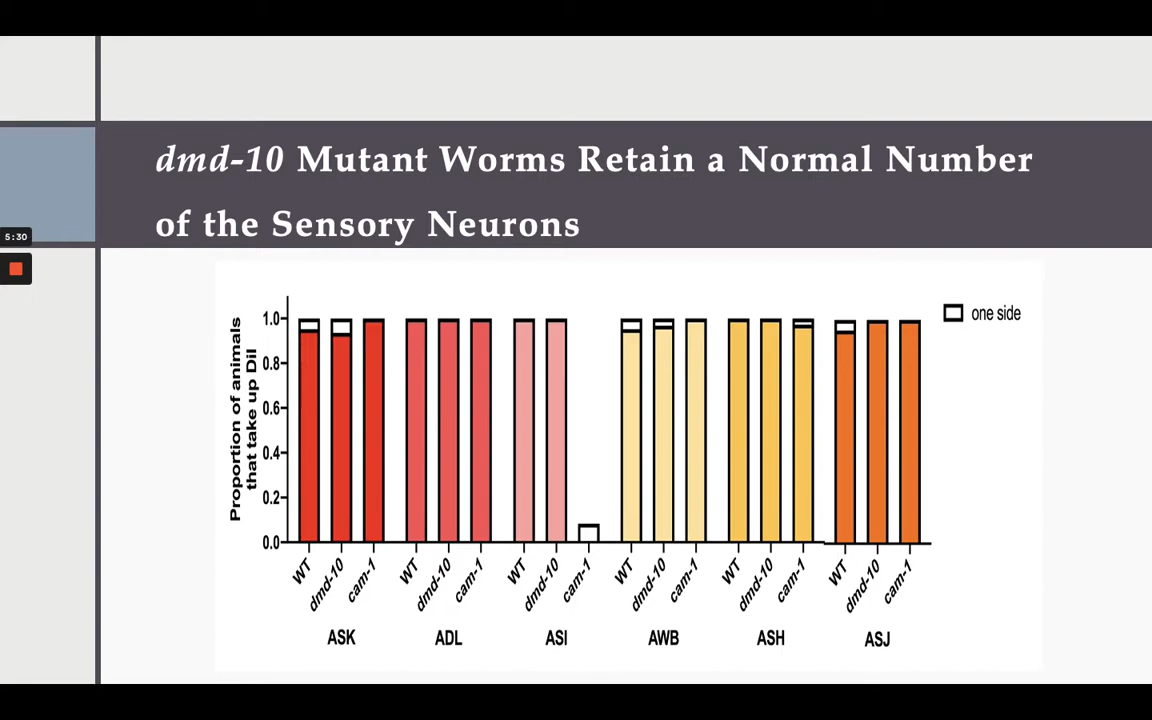 dmd-10 Mutant Worms Retain a Normal Number
of the Sensory Neurons
5:30
one side
Proportion of animals
that take up DiI
1.0
0.8
0.6
0.4
0.2
0.0
WT dmd-10 cam-1 WT dmd-10 cam-1 WT dmd-10 cam-1 WT dmd-10 cam-1 WT dmd-10 cam-1 WT dmd-10 cam-1
ASK ADL ASI AWB ASH ASJ